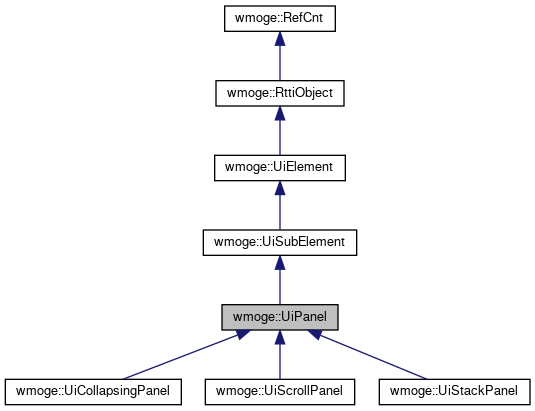 wmoge::RefCnt
wmoge::RttiObject
wmoge::UiElement
wmoge::UiSubElement
wmoge::UiPanel
wmoge::UiCollapsingPanel
wmoge::UiScrollPanel
wmoge::UiStackPanel